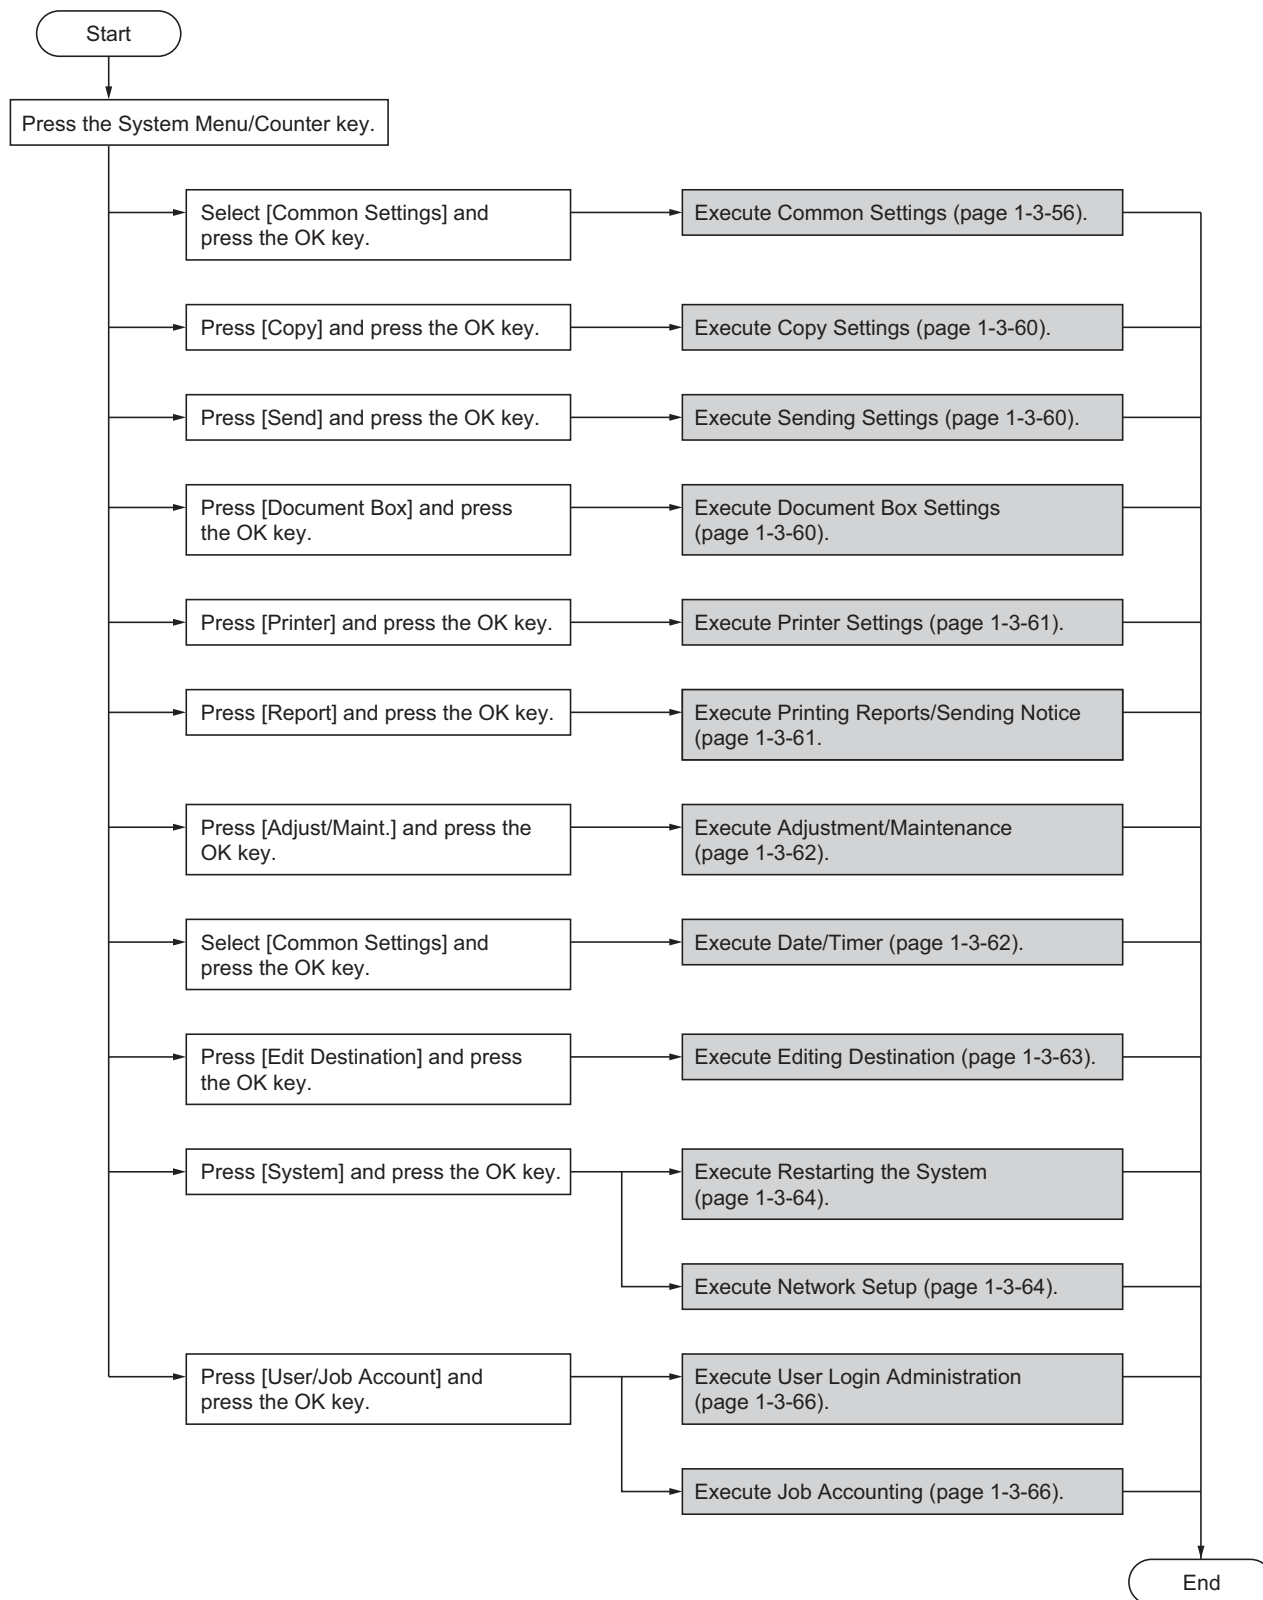 Start
Press the System Menu/Counter key.
Select [Common Settings] and
press the OK key.
Execute Common Settings (page 1-3-56).
Press [Copy] and press the OK key.
Execute Copy Settings (page 1-3-60).
Press [Send] and press the OK key.
Execute Sending Settings (page 1-3-60).
Press [Document Box] and press
the OK key.
Execute Document Box Settings
(page 1-3-60).
Press [Printer] and press the OK key.
Execute Printer Settings (page 1-3-61).
Press [Report] and press the OK key.
Execute Printing Reports/Sending Notice
(page 1-3-61.
Press [Adjust/Maint.] and press the
OK key.
Execute Adjustment/Maintenance
(page 1-3-62).
Select [Common Settings] and
press the OK key.
Execute Date/Timer (page 1-3-62).
Press [Edit Destination] and press
the OK key.
Execute Editing Destination (page 1-3-63).
Press [System] and press the OK key.
Execute Restarting the System
(page 1-3-64).
Execute Network Setup (page 1-3-64).
Press [User/Job Account] and
press the OK key.
Execute User Login Administration
(page 1-3-66).
Execute Job Accounting (page 1-3-66).
End